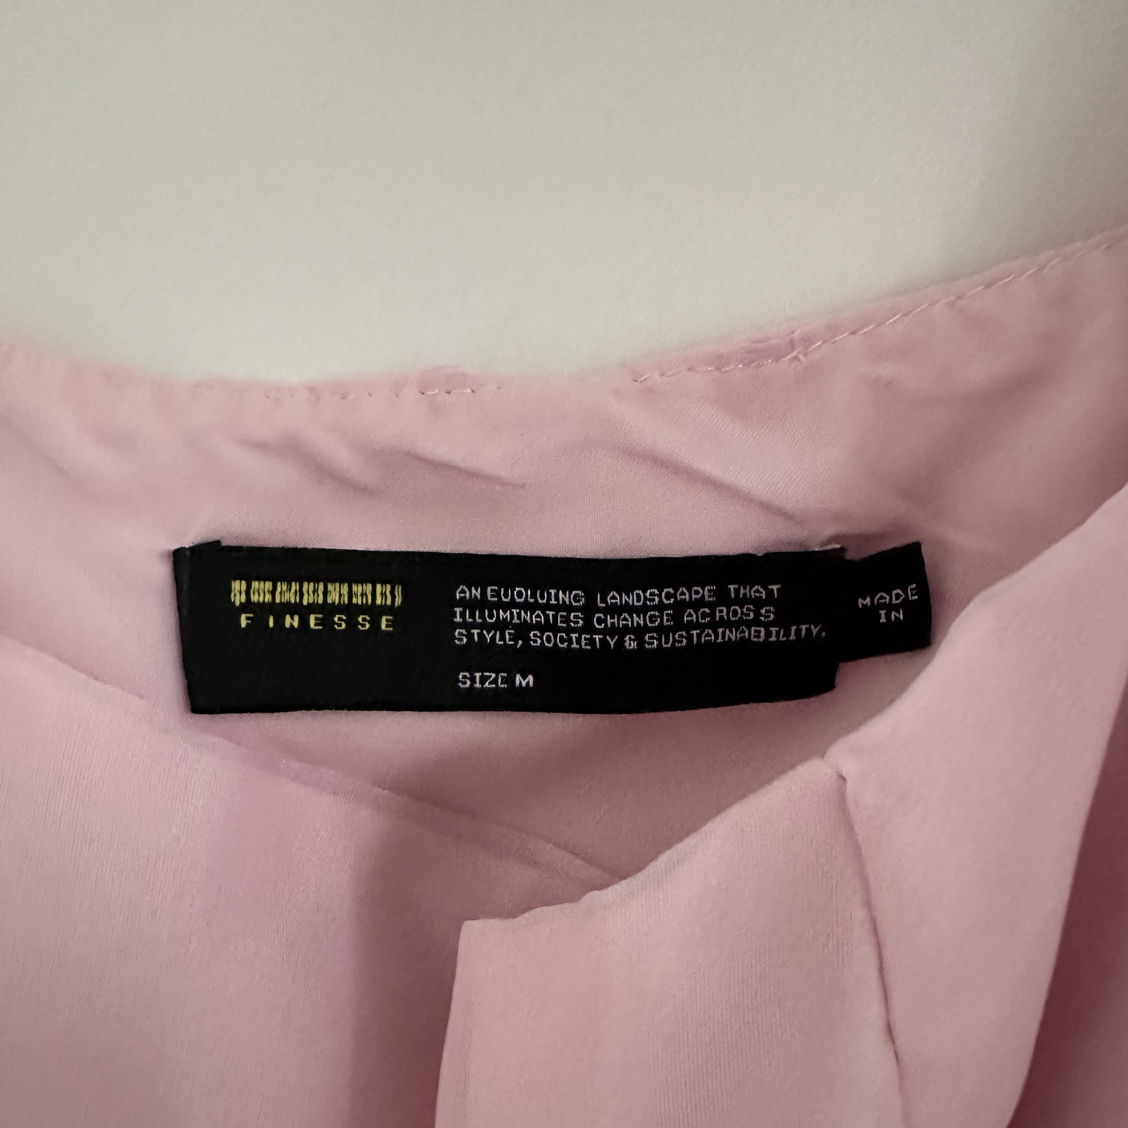 FINESSE
AN EVOLVING LANDSCAPE THAT
ILLUMINATES CHANGE ACROSS
STYLE, SOCIETY & SUSTAINABILITY.
SIZE M
MADE
IN